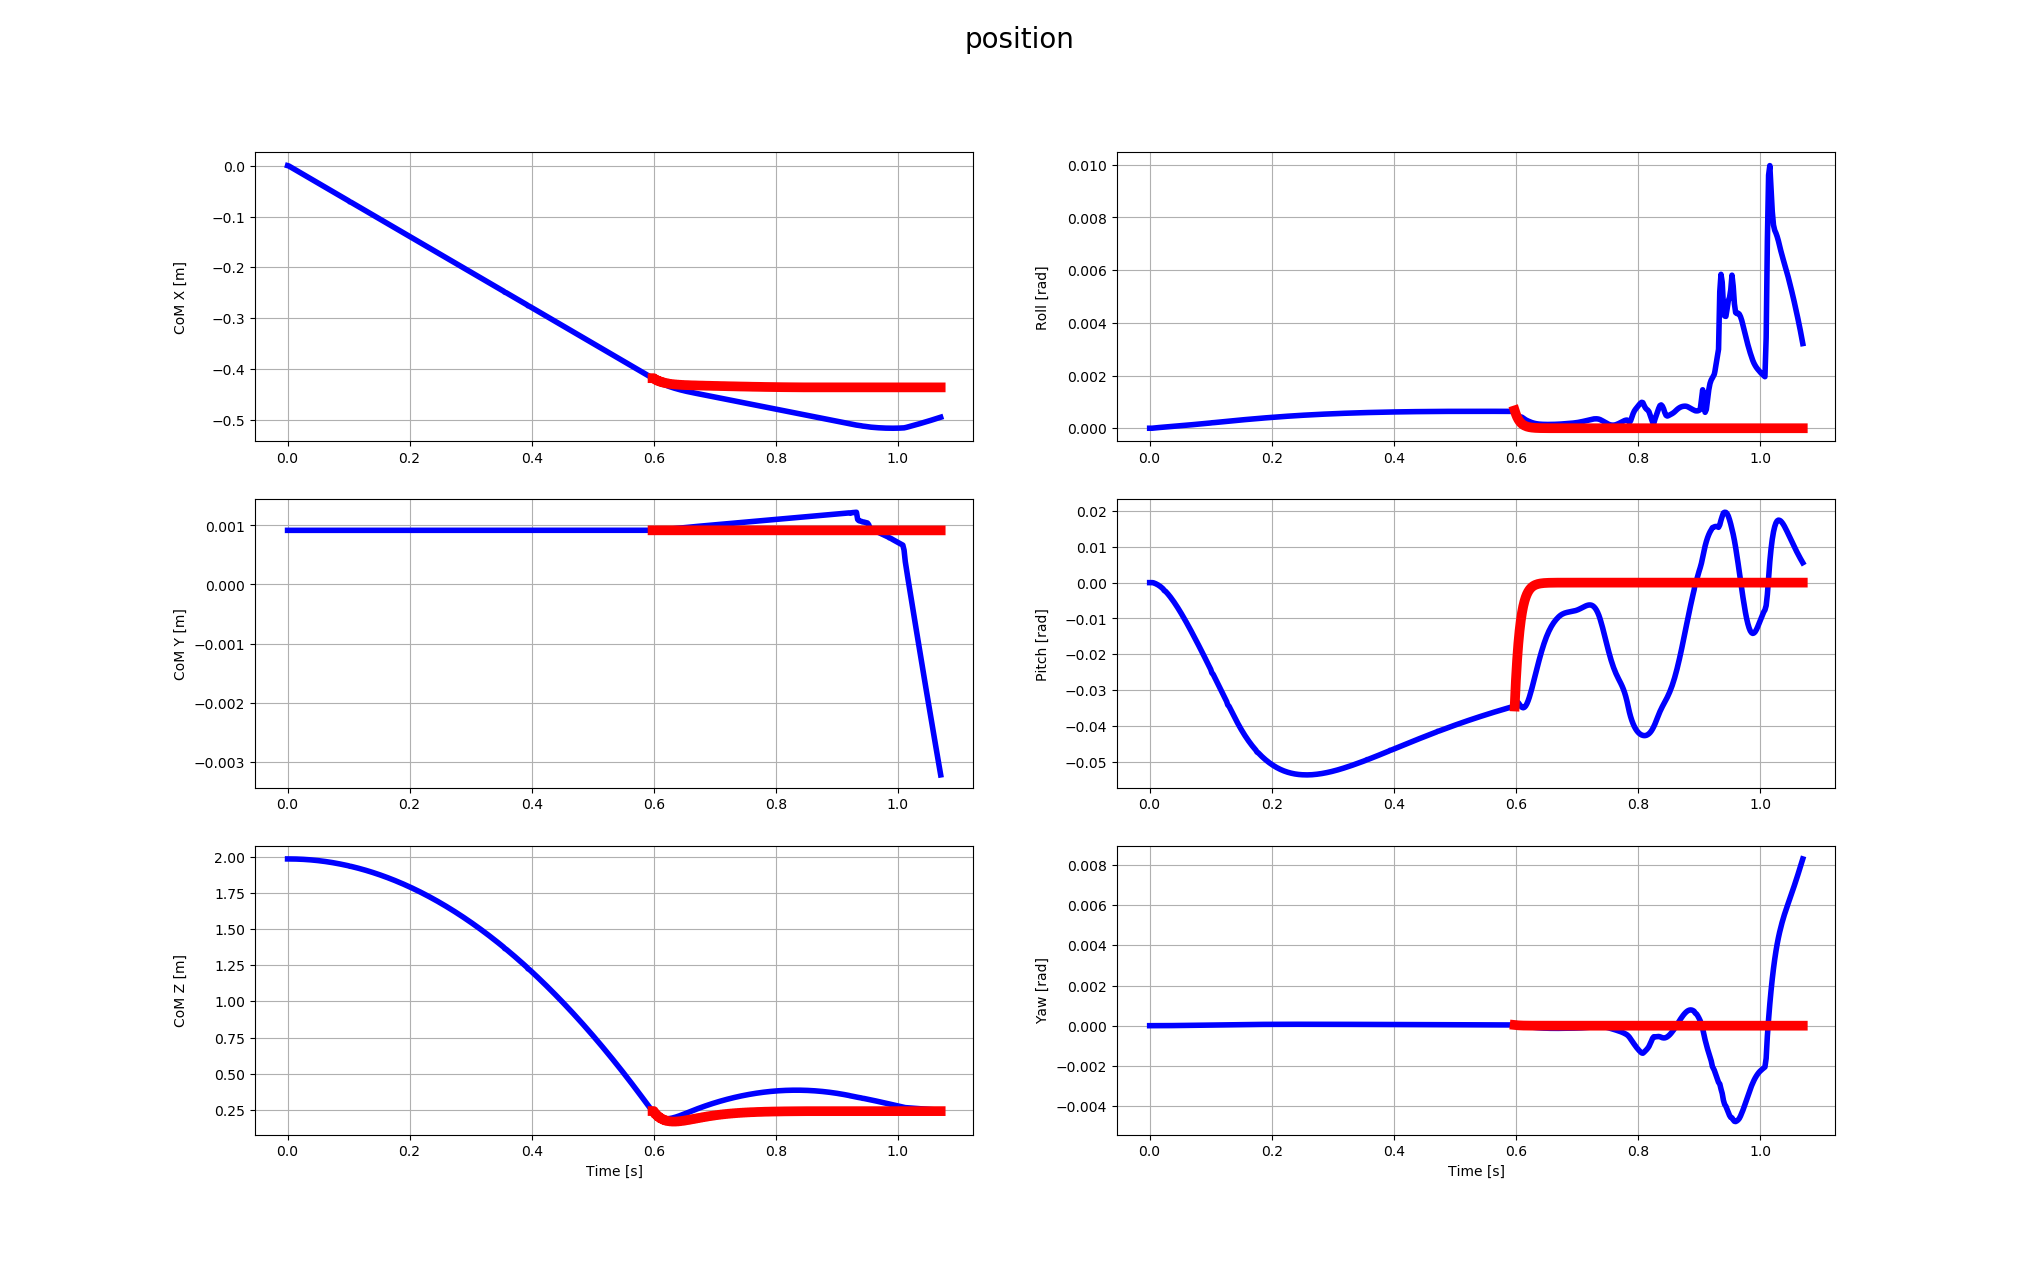 position
CoM X [m]
0.0
−0.1
−0.2
−0.3
−0.4
−0.5
0.0 0.2 0.4 0.6 0.8 1.0
Roll [rad]
0.010
0.008
0.006
0.004
0.002
0.000
0.0 0.2 0.4 0.6 0.8 1.0
CoM Y [m]
0.001
0.000
−0.001
−0.002
−0.003
0.0 0.2 0.4 0.6 0.8 1.0
Pitch [rad]
0.02
0.01
0.00
−0.01
−0.02
−0.03
−0.04
−0.05
0.0 0.2 0.4 0.6 0.8 1.0
CoM Z [m]
2.00
1.75
1.50
1.25
1.00
0.75
0.50
0.25
0.0 0.2 0.4 0.6 0.8 1.0
Time [s]
Yaw [rad]
0.008
0.006
0.004
0.002
0.000
−0.002
−0.004
0.0 0.2 0.4 0.6 0.8 1.0
Time [s]